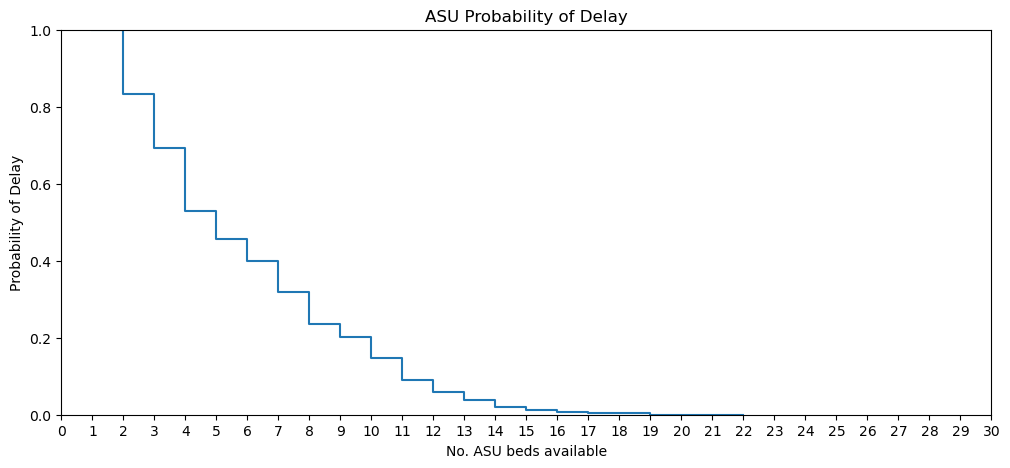 ASU Probability of Delay
1.0
0.8
0.6
0.4
0.2
0.0
Probability of Delay
0 1 2 3 4 5 6 7 8 9 10 11 12 13 14 15 16 17 18 19 20 21 22 23 24 25 26 27 28 29 30
No. ASU beds available